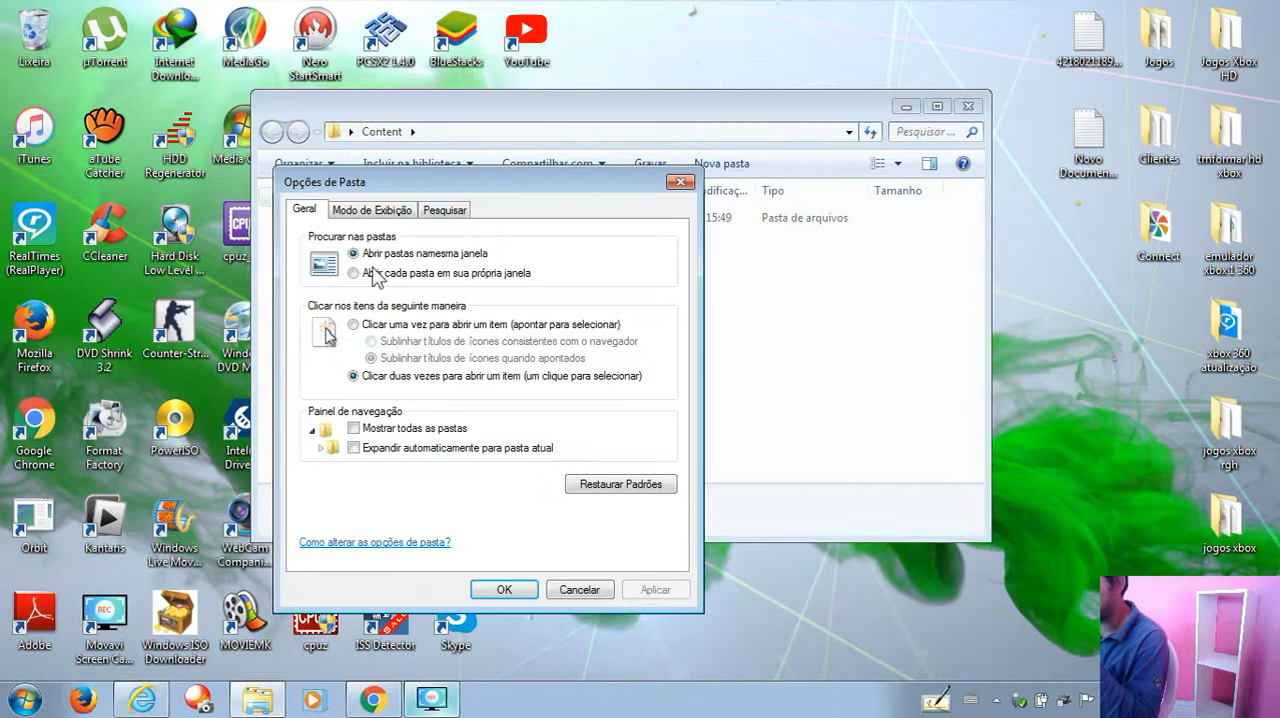 Lixeira
µTorrent
Internet
Downlo...
MediaGo
Nero
StartSmart
PCSX2 1.4.0
BlueStacks
YouTube
4218021189...
Jogos
Jogos Xbox
HD
iTunes
aTube
Catcher
HDD
Regenerator
Media C
Novo
Documen...
Clientes
trnformar hd
xbox
RealTimes
(RealPlayer)
CCleaner
Hard Disk
Low Level ...
cpuz_
Connect
emulador
xbox 1 360
Mozilla
Firefox
DVD Shrink
3.2
Counter-Str...
Wind
DVD M
xbox 360
atualização
Google
Chrome
Format
Factory
PowerISO
Inte
Drive
jogos xbox
rgh
Orbit
Kantaris
Windows
Live Mov...
WebCam
Compani...
jogos xbox
Adobe
REC
Movavi
Screen Ca...
Windows ISO
Downloader
MOVIEMK
cpuz
ISS Detector
Skype
Content
Pesquisar ...
Organizar
Incluir na biblioteca
Compartilhar com
Gravar
Nova pasta
odificaç...
Tipo
Tamanho
15:49
Pasta de arquivos
Opções de Pasta
Geral
Modo de Exibição
Pesquisar
Procurar nas pastas
Abrir pastas namesma janela
Abrir cada pasta em sua própria janela
Clicar nos itens da seguinte maneira
Clicar uma vez para abrir um item (apontar para selecionar)
Sublinhar títulos de ícones consistentes com o navegador
Sublinhar títulos de ícones quando apontados
Clicar duas vezes para abrir um item (um clique para selecionar)
Painel de navegação
Mostrar todas as pastas
Expandir automaticamente para pasta atual
Restaurar Padrões
Como alterar as opções de pasta?
OK
Cancelar
Aplicar
REC